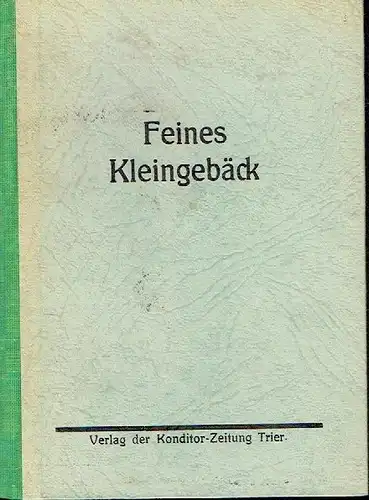 Feines
Kleingebäck
Verlag der Konditor-Zeitung Trier.